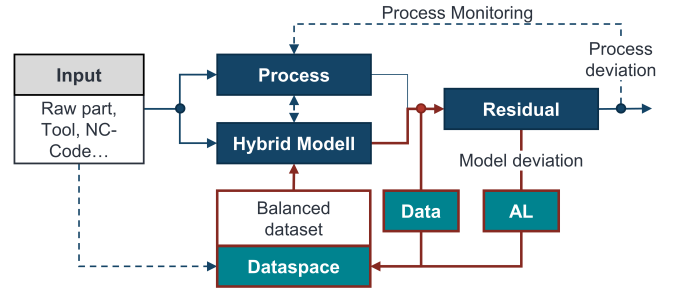 Process Monitoring
Process
deviation
Input
Raw part,
Tool, NC-
Code…
Process
Hybrid Modell
Residual
Model deviation
Balanced
dataset
Data
AL
Dataspace